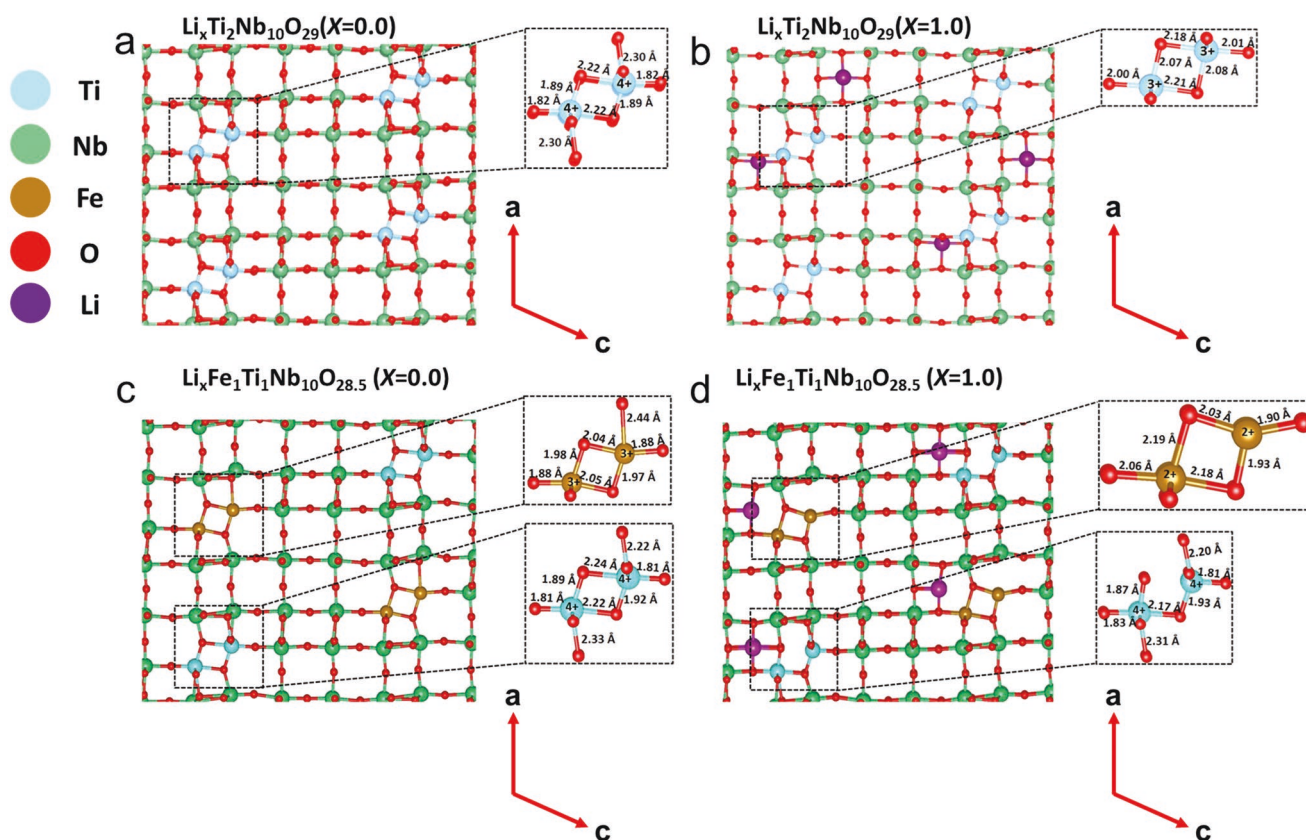 a
Li_xTi_2Nb_10O_29(X=0.0)
Ti
Nb
Fe
O
Li
2.30 Å
2.22 Å
4+
1.82 Å
1.89 Å
1.82 Å
4+
2.22 Å
1.89 Å
2.30 Å
a
c
b
Li_xTi_2Nb_10O_29(X=1.0)
2.18 Å
3+
2.01 Å
2.07 Å
2.00 Å
3+
2.21 Å
2.08 Å
a
c
c
Li_xFe_1Ti_1Nb_10O_28.5 (X=0.0)
2.44 Å
2.04 Å
3+
1.88 Å
1.98 Å
1.88 Å
3+
2.05 Å
1.97 Å
2.22 Å
2.24 Å
1.81 Å
4+
1.89 Å
1.81 Å
4+
2.22 Å
1.92 Å
2.33 Å
a
c
d
Li_xFe_1Ti_1Nb_10O_28.5 (X=1.0)
2.03 Å
1.90 Å
2+
2.19 Å
2.06 Å
2+
2.18 Å
1.93 Å
2.20 Å
1.81 Å
4+
1.87 Å
4+
2.17 Å
1.93 Å
1.83 Å
2.31 Å
a
c